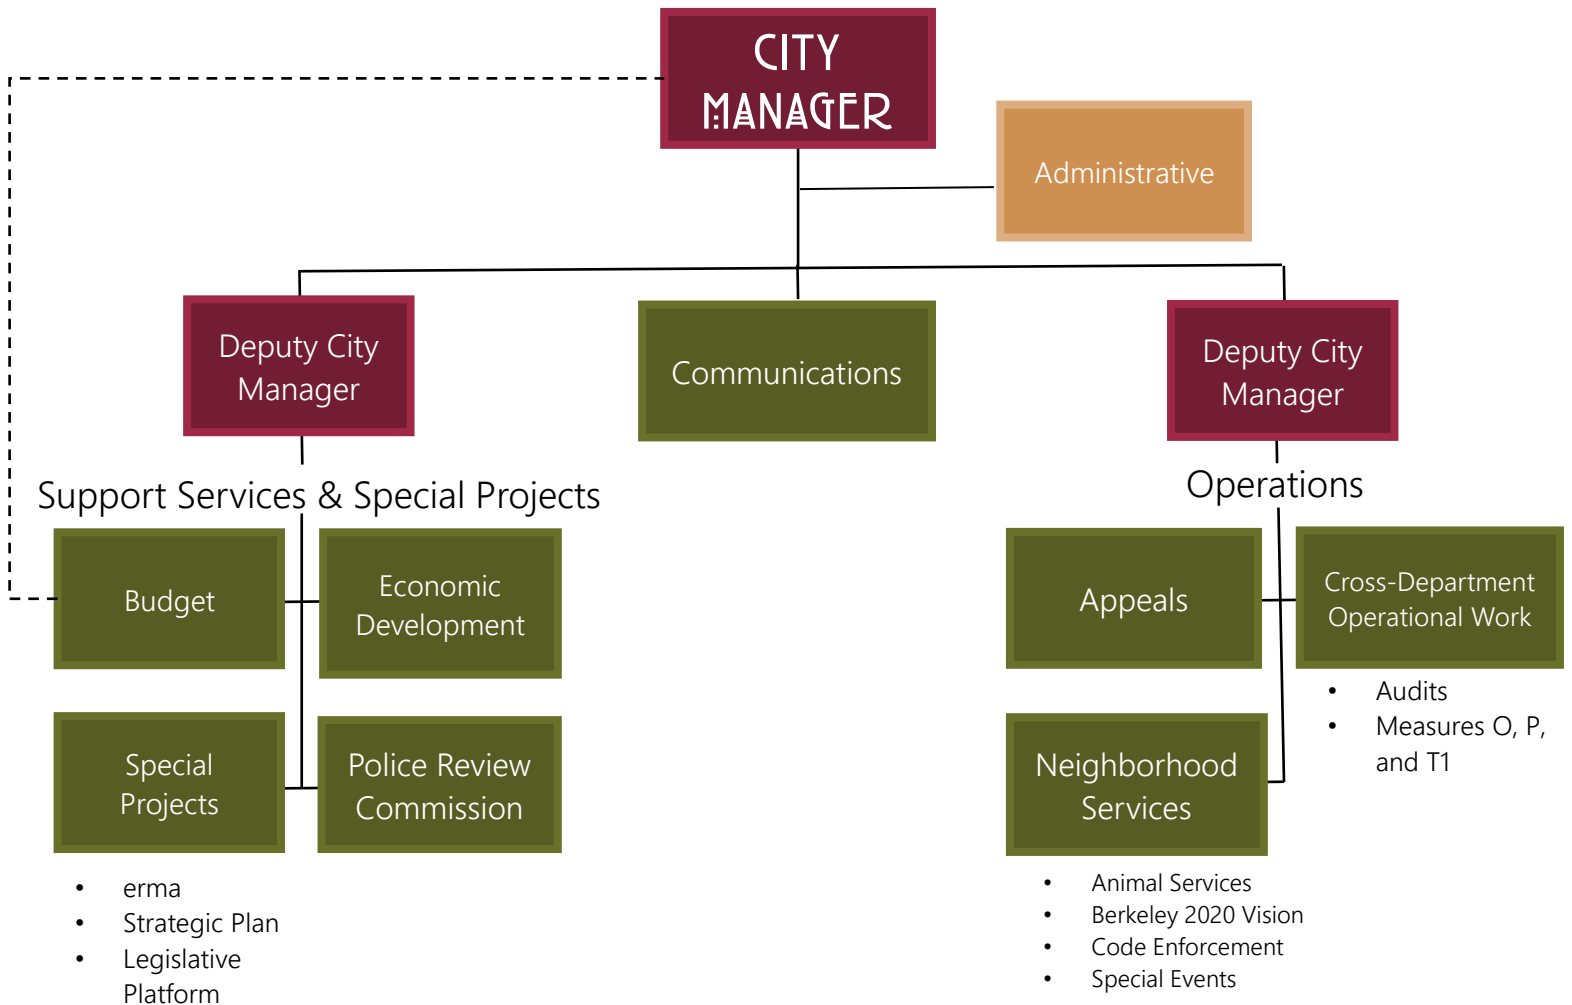 CITY
MANAGER
Administrative
Deputy City
Manager
Communications
Deputy City
Manager
Support Services & Special Projects
Operations
Budget
Economic
Development
Appeals
Cross-Department
Operational Work
• Audits
• Measures O, P,
and T1
Special
Projects
Police Review
Commission
Neighborhood
Services
• erma
• Strategic Plan
• Legislative
Platform
• Animal Services
• Berkeley 2020 Vision
• Code Enforcement
• Special Events